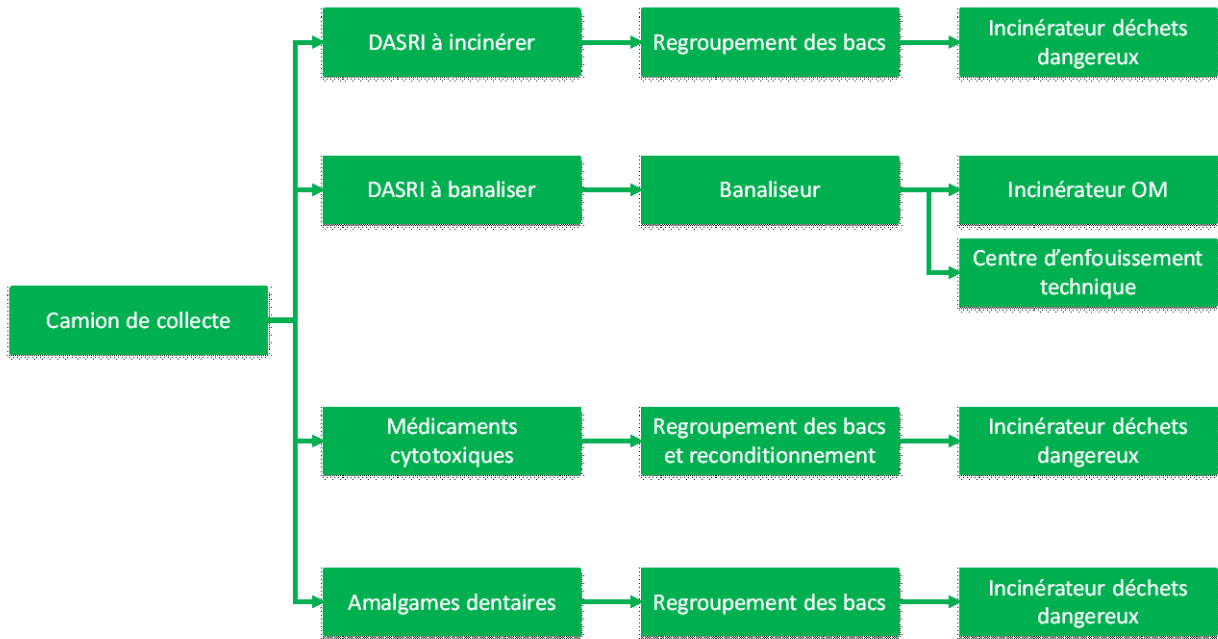 DASRI à incinérer
Regroupement des bacs
Incinérateur déchets
dangereux
DASRI à banaliser
Banaliseur
Incinérateur OM
Centre d’enfouissement
technique
Camion de collecte
Médicaments
cytotoxiques
Regroupement des bacs
et reconditionnement
Incinérateur déchets
dangereux
Amalgames dentaires
Regroupement des bacs
Incinérateur déchets
dangereux